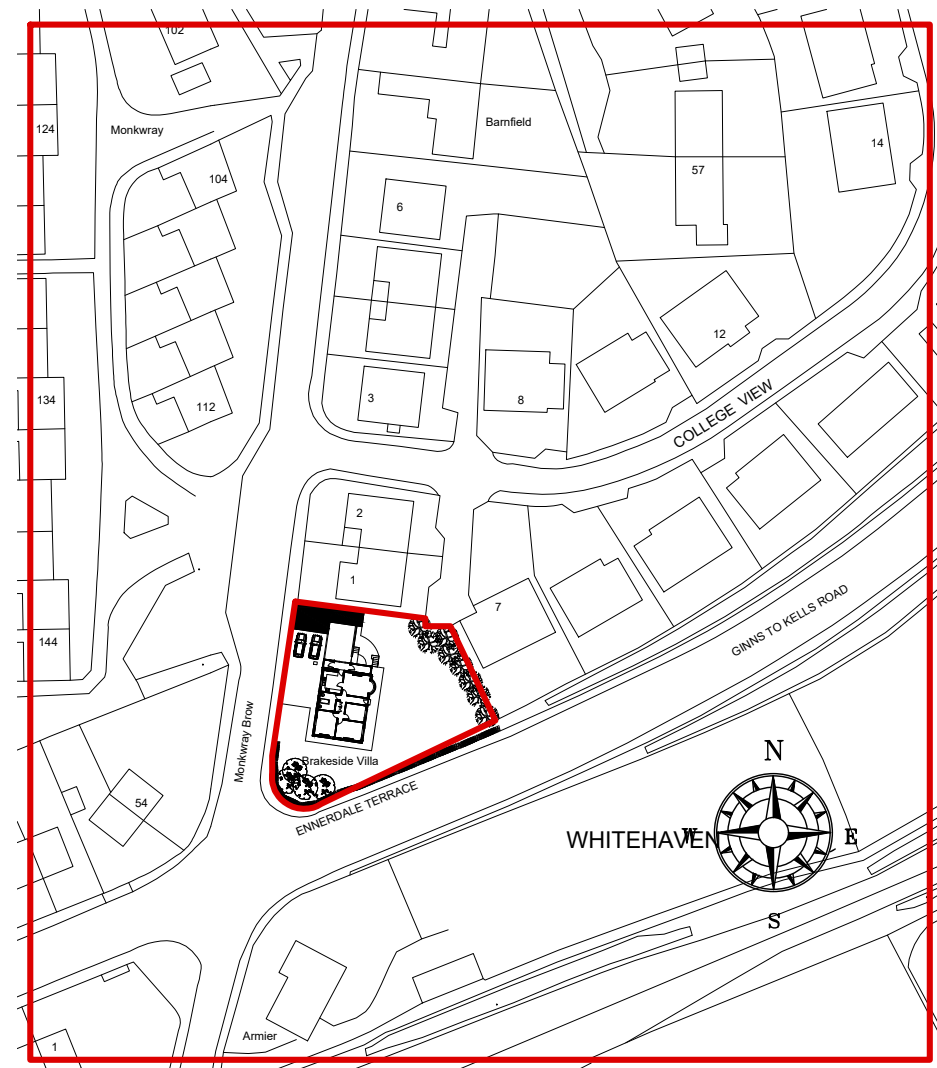 102
124
Monkwray
Barnfield
14
57
104
6
12
134
112
3
8
COLLEGE VIEW
2
1
7
144
GINNS TO KELLS ROAD
Monkwray Brow
Brakeside Villa
54
ENNERDALE TERRACE
N
WHITEHAVEN
W
E
S
Armier
1